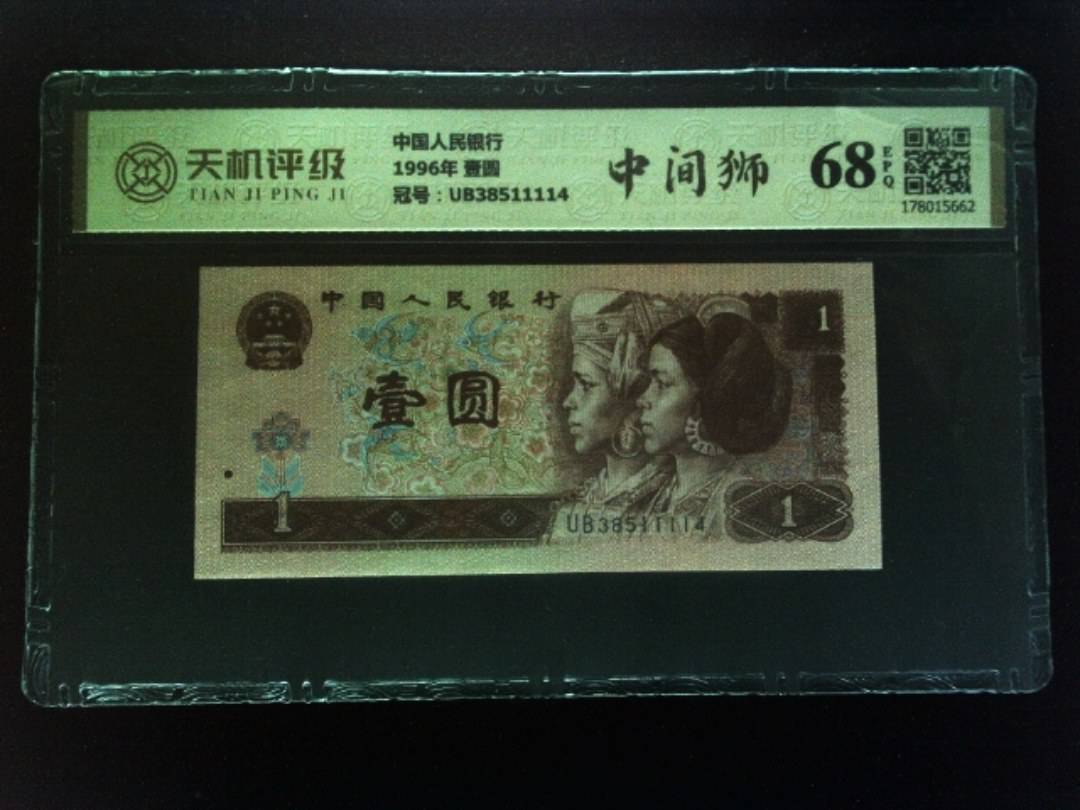 天机评级
TIAN JI PING JI
中国人民银行
1996年 壹圆
冠号：UB38511114
中间狮
68
EPQ
178015662
中国人民银行
1
壹圆
1
UB38511114
1